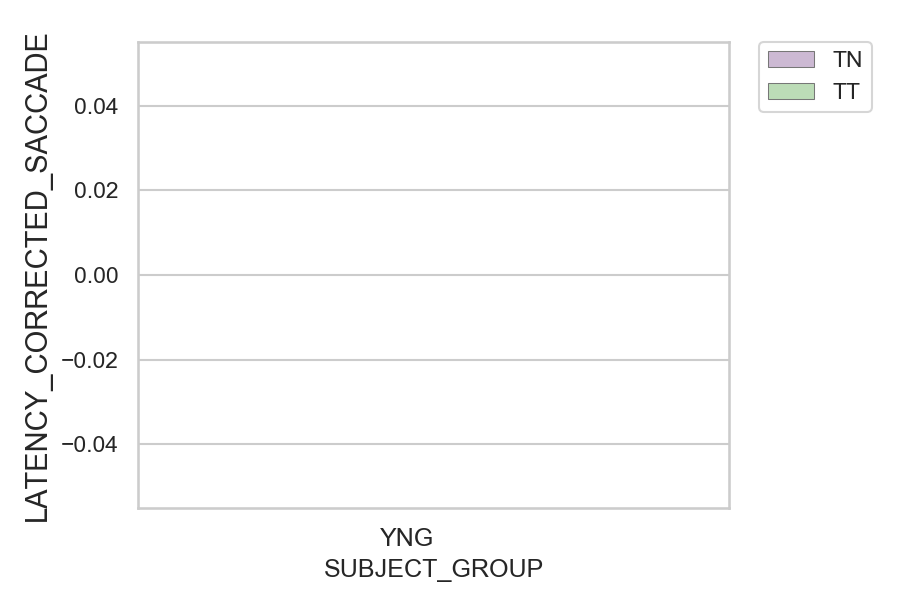 LATENCY_CORRECTED_SACCADE
0.04
0.02
0.00
−0.02
−0.04
YNG
SUBJECT_GROUP
TN
TT